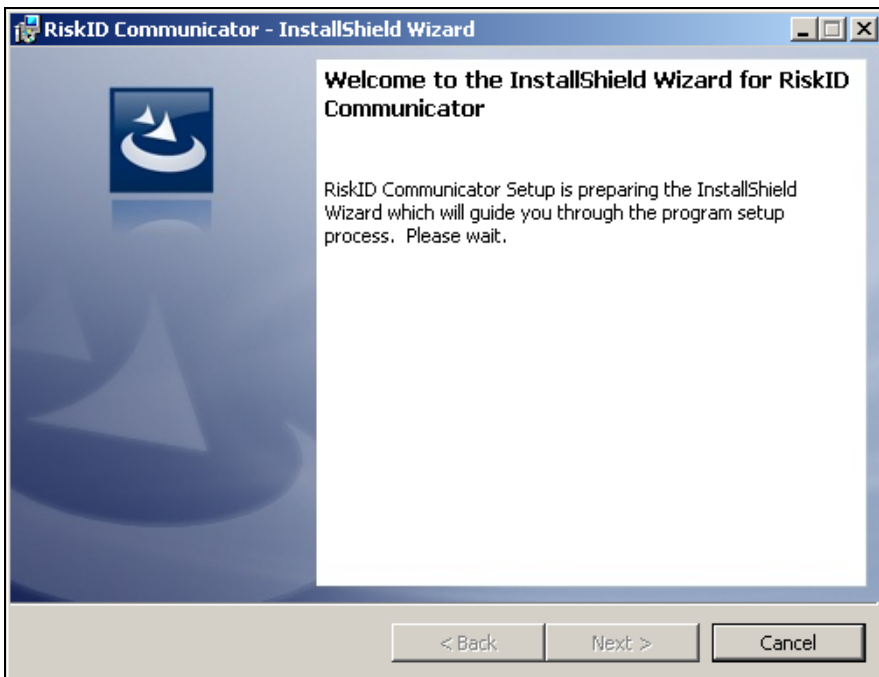 RiskID Communicator - InstallShield Wizard
Welcome to the InstallShield Wizard for RiskID
Communicator
RiskID Communicator Setup is preparing the InstallShield
Wizard which will guide you through the program setup
process.  Please wait.
< Back
Next >
Cancel